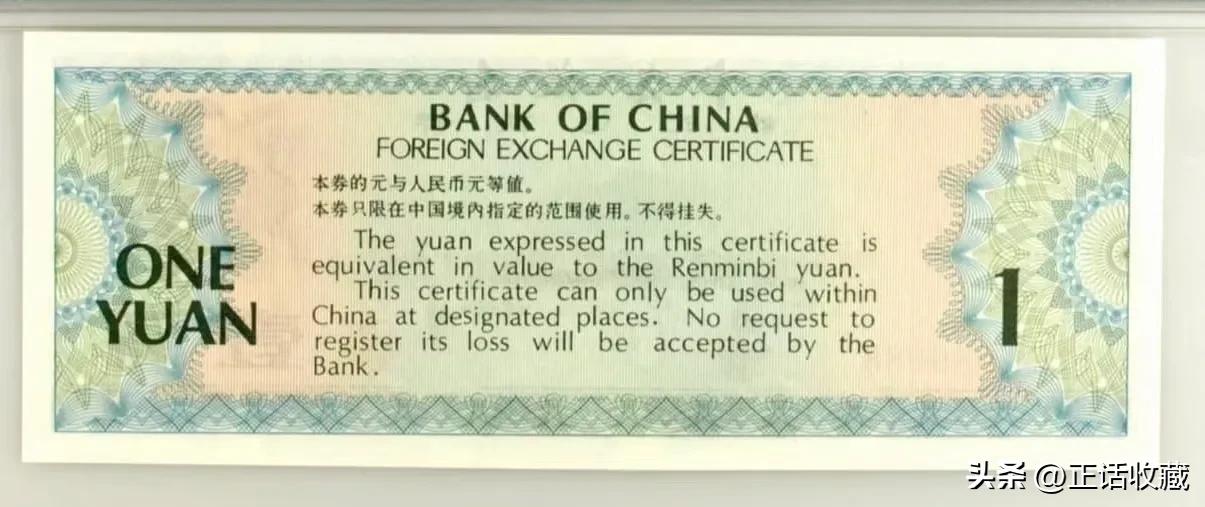 BANK OF CHINA
FOREIGN EXCHANGE CERTIFICATE
本券的元与人民币元等值。
本券只限在中国境内指定的范围使用。不得挂失。
The yuan expressed in this certificate is
equivalent in value to the Renminbi yuan.
This certificate can only be used within
China at designated places. No request to
register its loss will be accepted by the
Bank.
ONE
YUAN
1
头条 @正话收藏